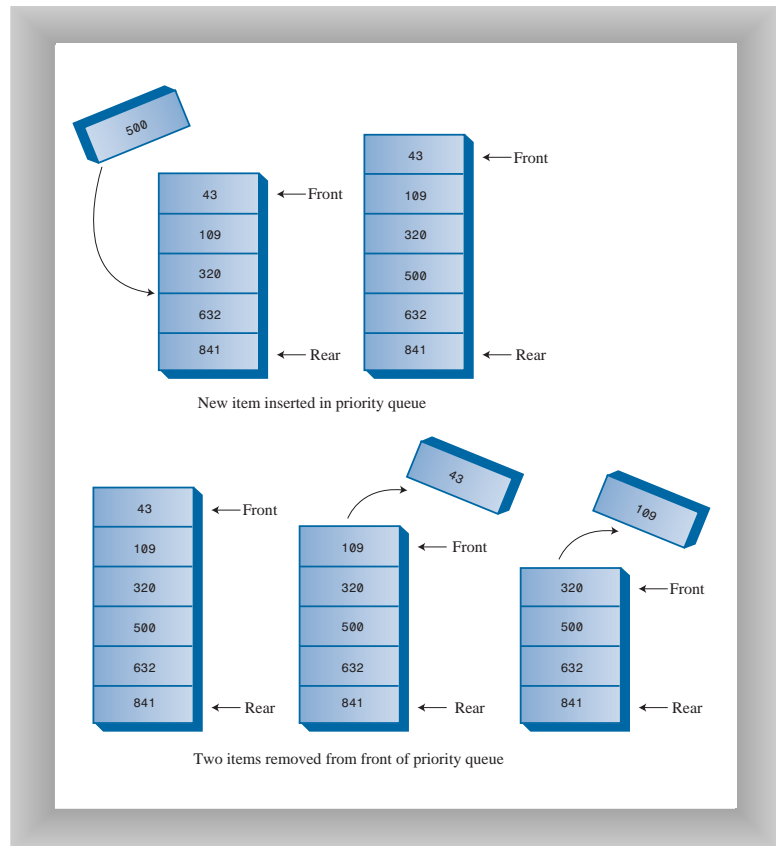 500
43
Front
109
320
632
841
Rear
43
Front
109
320
500
632
841
Rear
New item inserted in priority queue
43
Front
109
320
500
632
841
Rear
43
109
Front
320
500
632
841
Rear
109
320
Front
500
632
841
Rear
Two items removed from front of priority queue